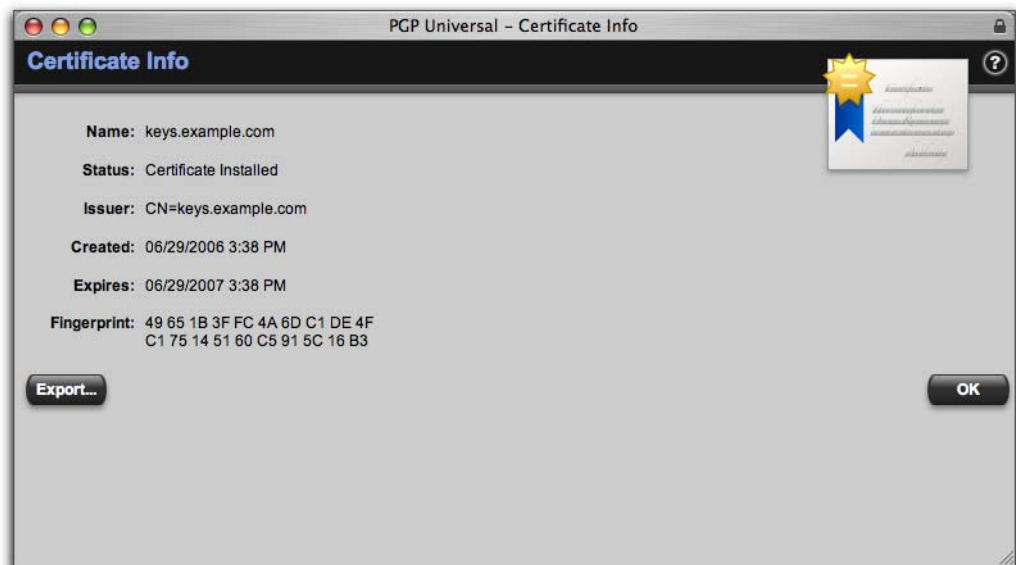 PGP Universal – Certificate Info
Certificate Info
?
Name: keys.example.com
Status: Certificate Installed
Issuer: CN=keys.example.com
Created: 06/29/2006 3:38 PM
Expires: 06/29/2007 3:38 PM
Fingerprint: 49 65 1B 3F FC 4A 6D C1 DE 4F
C1 75 14 51 60 C5 91 5C 16 B3
Export...
OK